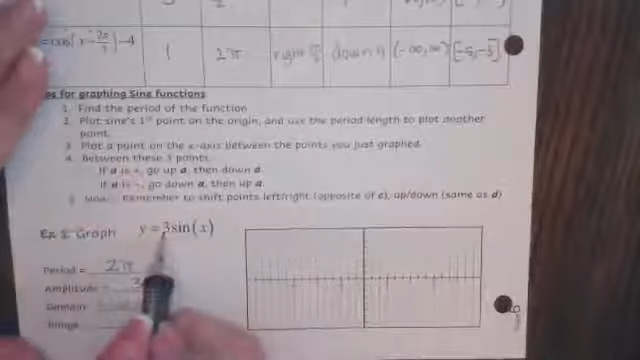 =cos(x - 2π/3) - 4 1 2π right down 4 (-∞,∞) [-5,-3]
es for graphing Sine functions
1. Find the period of the function
2. Plot sine's 1st point on the origin, and use the period length to plot another
point.
3. Plot a point on the x-axis between the points you just graphed.
4. Between these 3 points
If a is +, go up a, then down a.
If a is -, go down a, then up a.
Remember to shift points left/right (opposite of c), up/down (same as d)
Ex 1: Graph y = 3sin(x)
Period = 2π
Amplitude = 3
Domain
Range